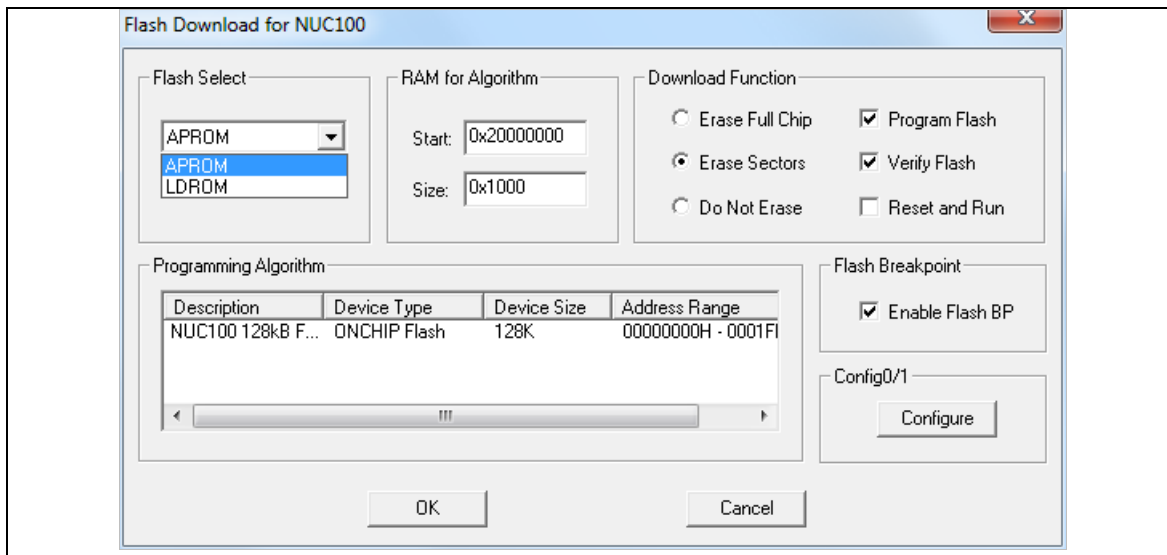 Flash Download for NUC100
Flash Select
APROM
APROM
LDROM
RAM for Algorithm
Start: 0x20000000
Size: 0x1000
Download Function
Erase Full Chip
Program Flash
Erase Sectors
Verify Flash
Do Not Erase
Reset and Run
Programming Algorithm
Description Device Type Device Size Address Range
NUC100 128kB F... ONCHIP Flash 128K 00000000H - 0001F
Flash Breakpoint
Enable Flash BP
Config0/1
Configure
OK
Cancel